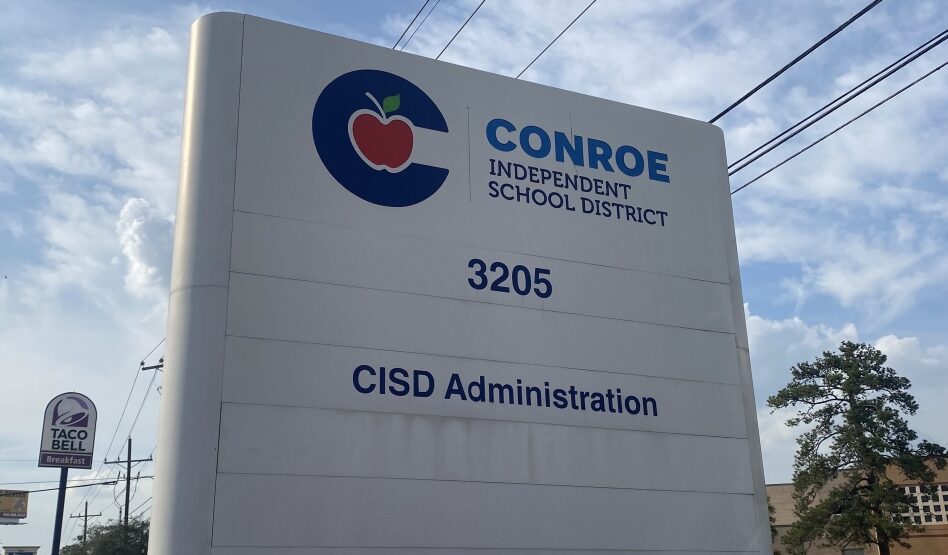 CONROE
INDEPENDENT
SCHOOL DISTRICT
3205
CISD Administration
TACO
BELL
Breakfast